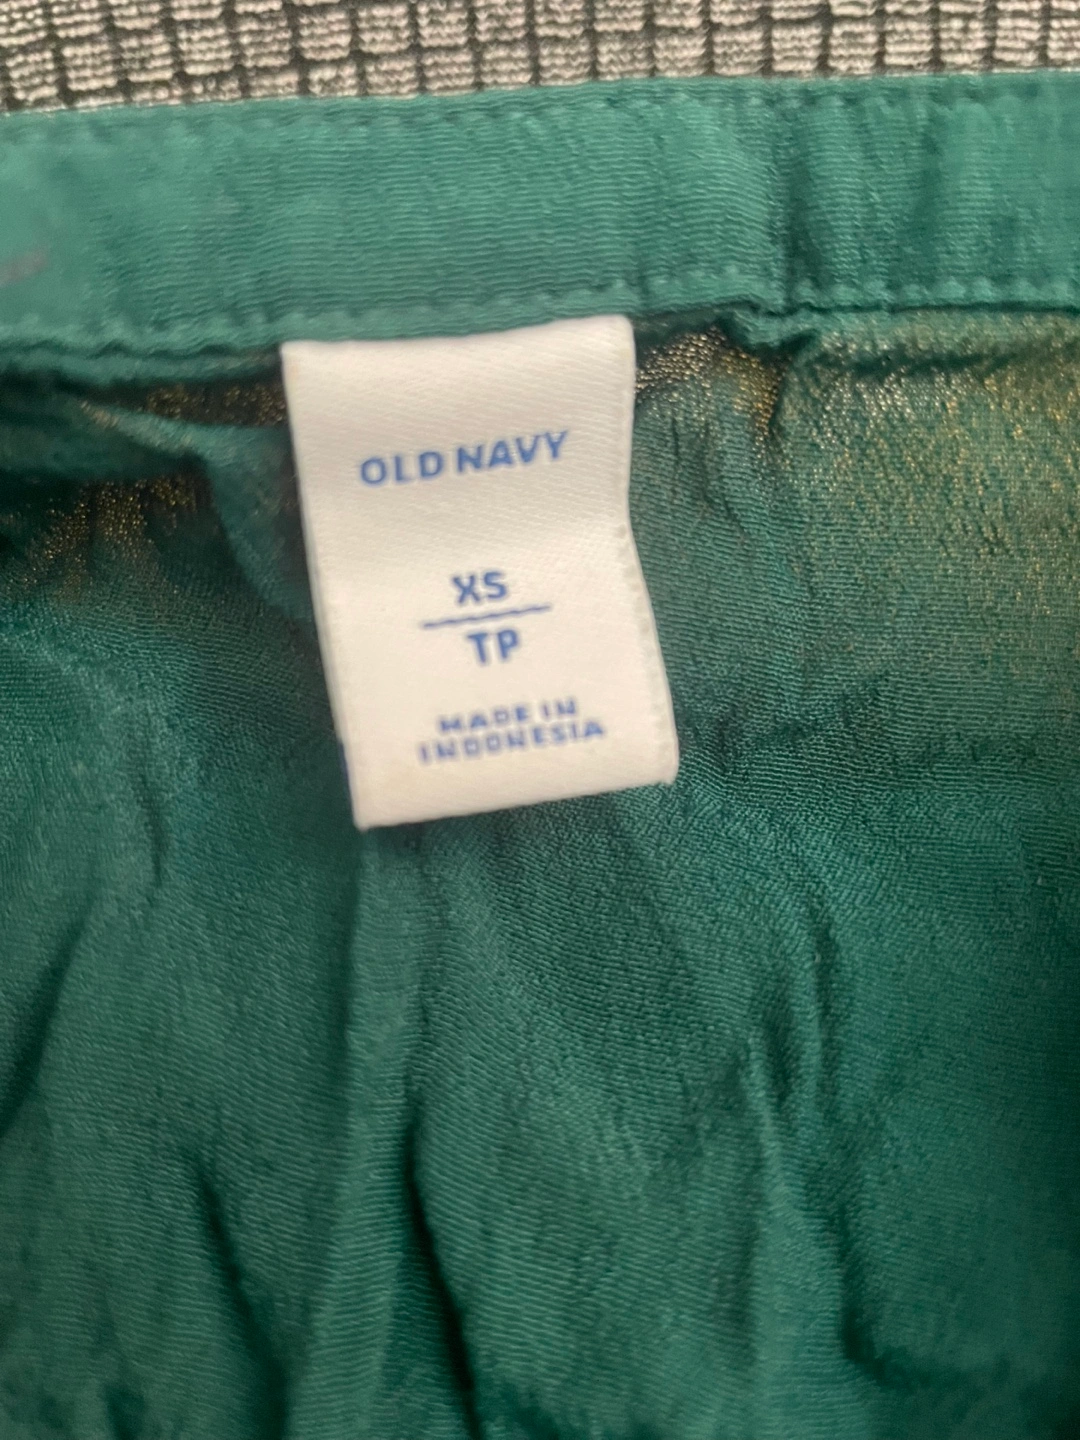 OLD NAVY
XS
TP
MADE IN
INDONESIA